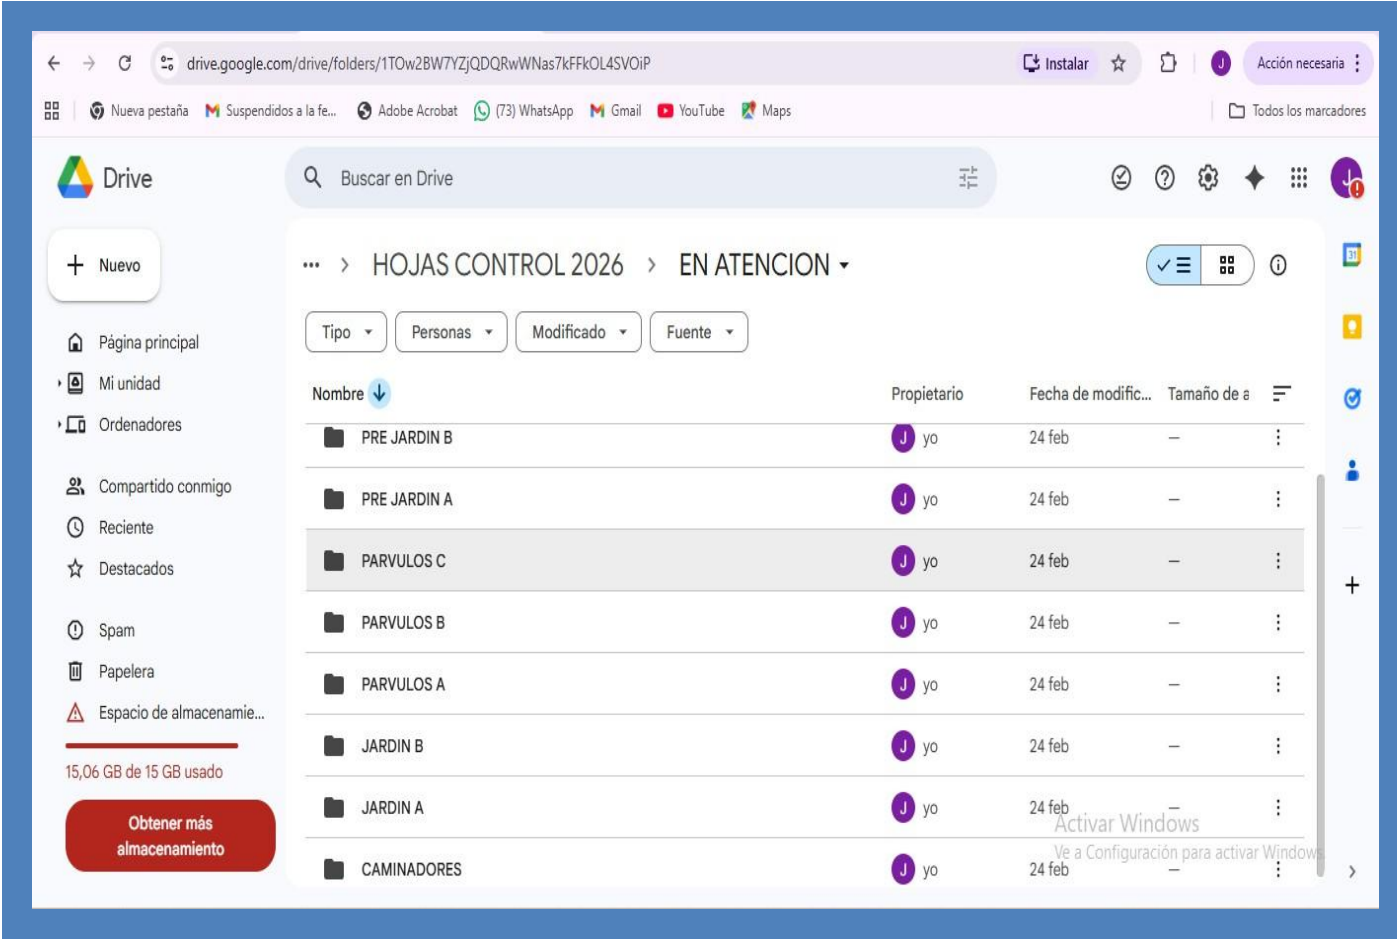 drive.google.com/drive/folders/1TOw2BW7YZjQDQRwWNas7kFFkOL4SVOiP
Instalar
J
Acción necesaria
Nueva pestaña
Suspendidos a la fe...
Adobe Acrobat
(73) WhatsApp
Gmail
YouTube
Maps
Todos los marcadores
Drive
Buscar en Drive
J
Nuevo
... > HOJAS CONTROL 2026 > EN ATENCION
31
Tipo
Personas
Modificado
Fuente
Página principal
Mi unidad
Ordenadores
Compartido conmigo
Reciente
Destacados
Spam
Papelera
Espacio de almacenamie...
15,06 GB de 15 GB usado
Obtener más
almacenamiento
Nombre Propietario Fecha de modific... Tamaño de a
PRE JARDIN B J yo 24 feb –
PRE JARDIN A J yo 24 feb –
PARVULOS C J yo 24 feb –
PARVULOS B J yo 24 feb –
PARVULOS A J yo 24 feb –
JARDIN B J yo 24 feb –
JARDIN A J yo 24 feb –
CAMINADORES J yo 24 feb –
Activar Windows
Ve a Configuración para activar Windows.